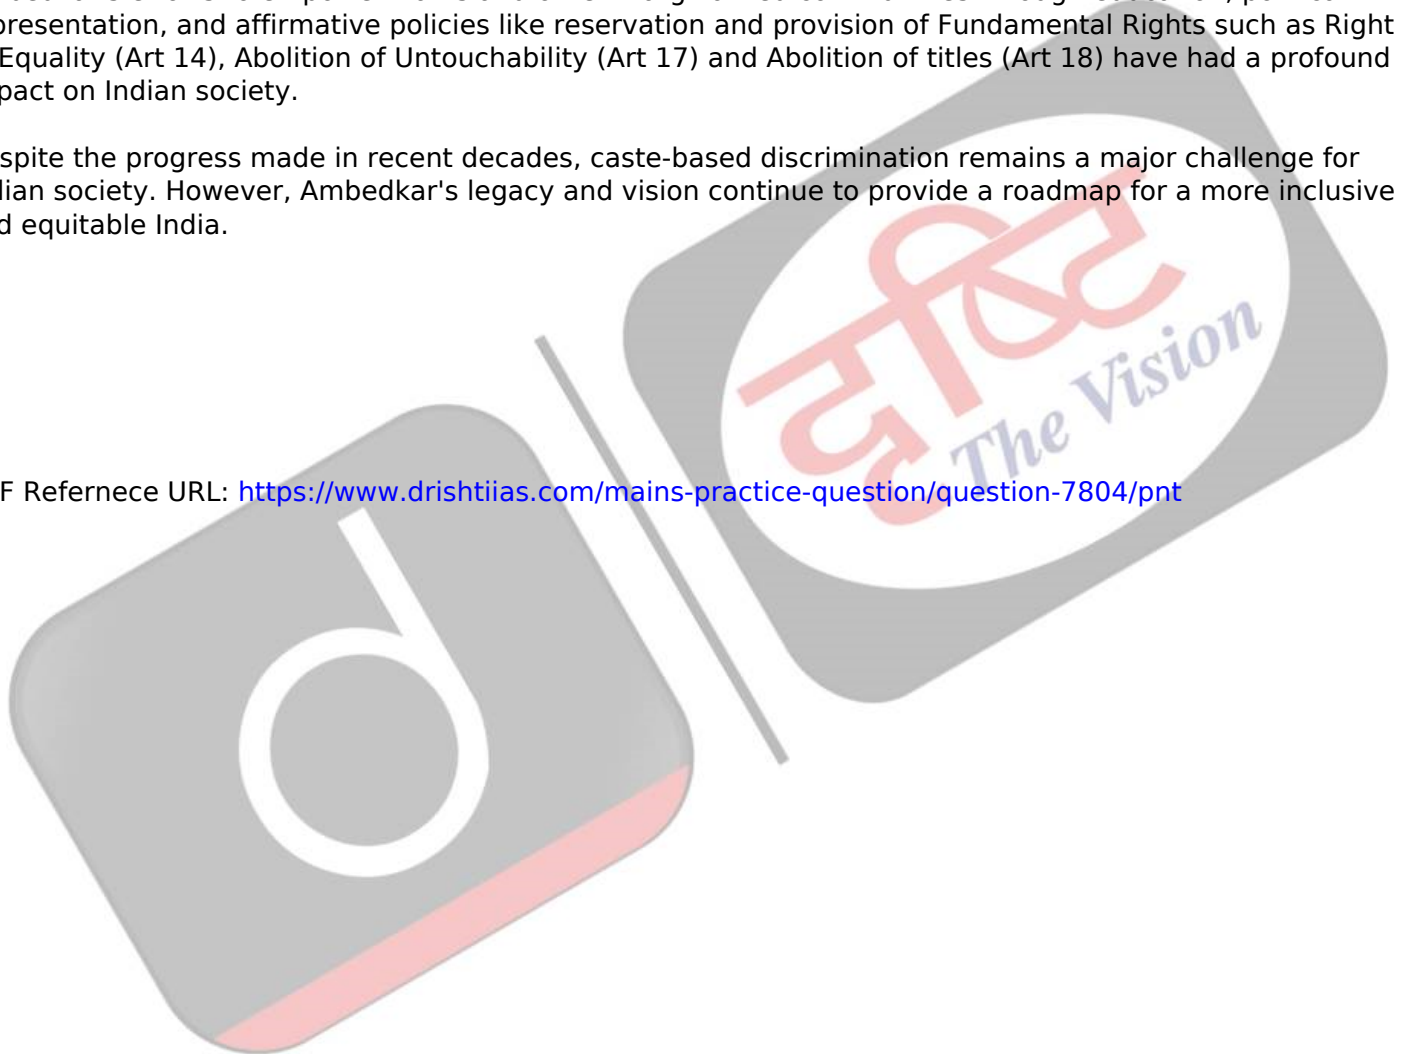 presentation, and affirmative policies like reservation and provision of Fundamental Rights such as Right
Equality (Art 14), Abolition of Untouchability (Art 17) and Abolition of titles (Art 18) have had a profound
pact on Indian society.
spite the progress made in recent decades, caste-based discrimination remains a major challenge for
dian society. However, Ambedkar's legacy and vision continue to provide a roadmap for a more inclusive
d equitable India.
दृष्टि
The Vision
F Refernece URL: https://www.drishtiias.com/mains-practice-question/question-7804/pnt
d